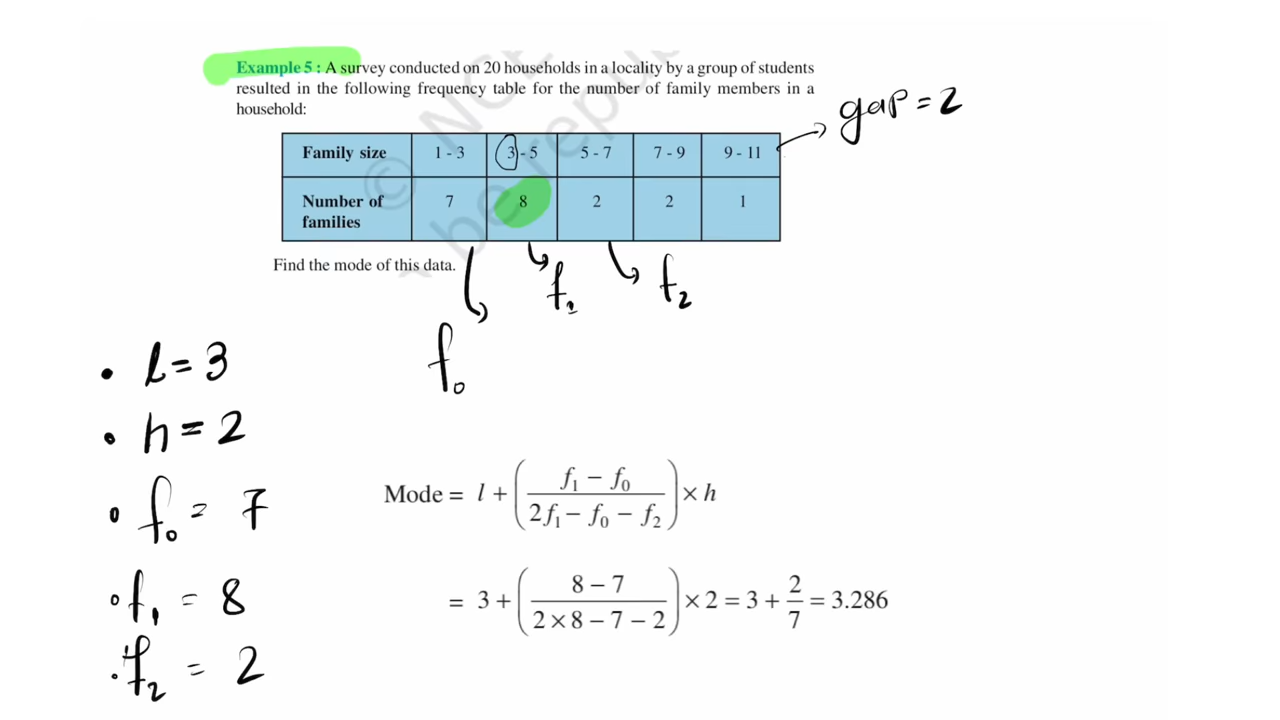 Example 5 : A survey conducted on 20 households in a locality by a group of students
resulted in the following frequency table for the number of family members in a
household:
gap = 2
Family size 1 - 3 3 - 5 5 - 7 7 - 9 9 - 11
Number of families 7 8 2 2 1
Find the mode of this data.
f₀ f₁ f₂
• l = 3
• h = 2
• f₀ = 7
• f₁ = 8
• f₂ = 2
Mode = l + ( (f₁ − f₀) / (2f₁ − f₀ − f₂) ) × h
= 3 + ( (8 − 7) / (2 × 8 − 7 − 2) ) × 2 = 3 + 2/7 = 3.286